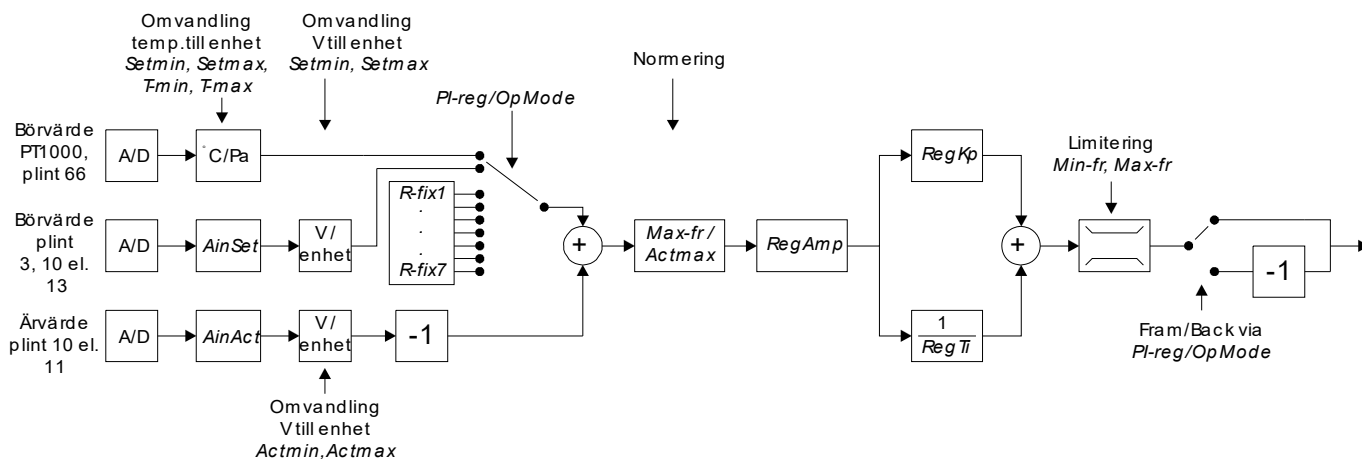 Omvandling
temp.till enhet
Setmin, Setmax,
T-min, T-max
Omvandling
V till enhet
Setmin, Setmax
Normering
PI-reg/OpMode
Börvärde
PT1000,
plint 66
A/D
°C/Pa
RegKp
Limitering
Min-fr, Max-fr
R-fix1
.
.
.
R-fix7
Börvärde
plint
3, 10 el.
13
A/D
AinSet
V/
enhet
+
Max-fr/
Actmax
RegAmp
+
-1
Ärvärde
plint 10 el.
11
A/D
AinAct
V/
enhet
-1
1
RegTi
Fram/Back via
PI-reg/OpMode
Omvandling
V till enhet
Actmin,Actmax